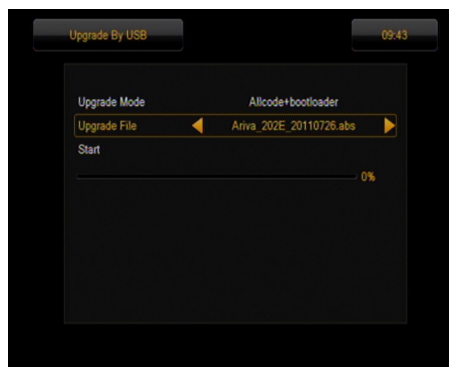 Upgrade By USB 09:43
Upgrade Mode Allcode+bootloader
Upgrade File Ariva_202E_20110726.abs
Start
0%